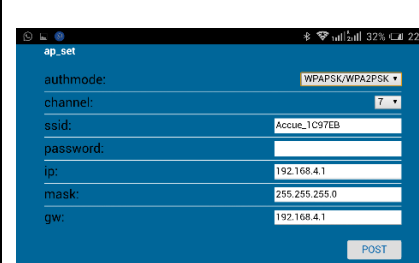 32% 22
ap_set
authmode: WPAPSK/WPA2PSK
channel: 7
ssid: Accue_1C97EB
password:
ip: 192.168.4.1
mask: 255.255.255.0
gw: 192.168.4.1
POST